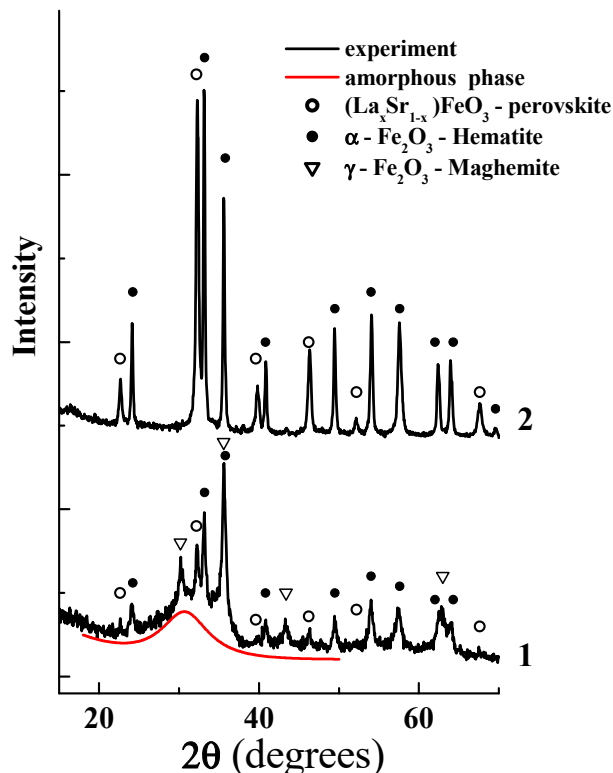 experiment
amorphous phase
(LaₓSr₁₋ₓ)FeO₃ - perovskite
α - Fe₂O₃ - Hematite
γ - Fe₂O₃ - Maghemite
Intensity
2
1
20
40
60
2θ (degrees)